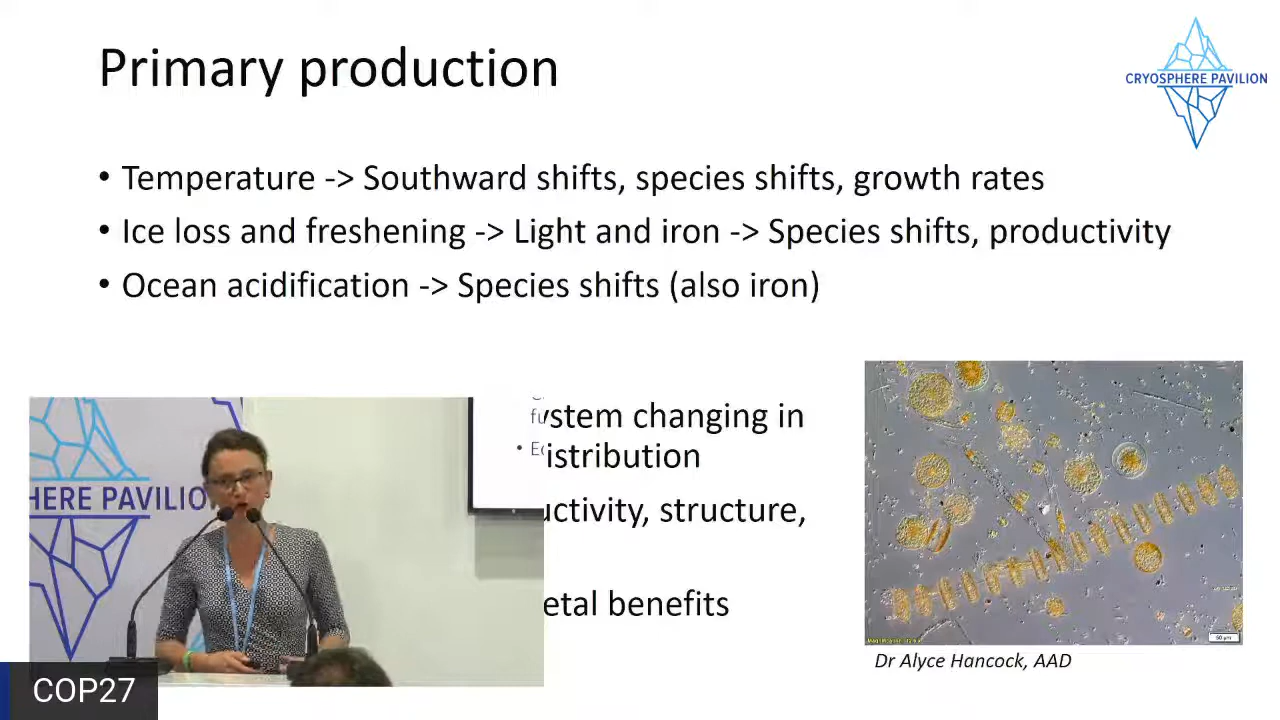 Primary production
CRYOSPHERE PAVILION
• Temperature -> Southward shifts, species shifts, growth rates
• Ice loss and freshening -> Light and iron -> Species shifts, productivity
• Ocean acidification -> Species shifts (also iron)
ystem changing in
istribution
uctivity, structure,
etal benefits
HERE PAVILIO
50 µm
Dr Alyce Hancock, AAD
COP27